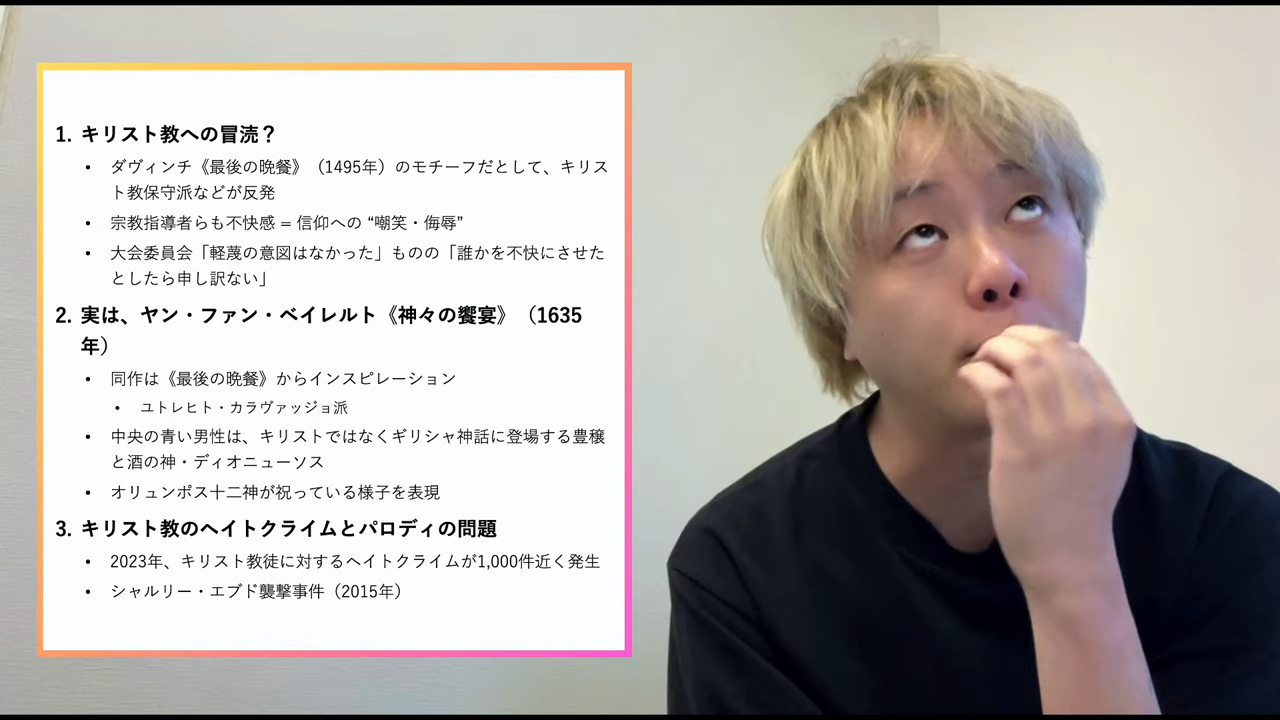 1. キリスト教への冒涜？
• ダヴィンチ《最後の晩餐》（1495年）のモチーフだとして、キリス
ト教保守派などが反発
• 宗教指導者らも不快感 = 信仰への “嘲笑・侮辱”
• 大会委員会「軽蔑の意図はなかった」ものの「誰かを不快にさせた
としたら申し訳ない」
2. 実は、ヤン・ファン・ベイレルト《神々の饗宴》（1635
年）
• 同作は《最後の晩餐》からインスピレーション
• ユトレヒト・カラヴァッジョ派
• 中央の青い男性は、キリストではなくギリシャ神話に登場する豊穣
と酒の神・ディオニューソス
• オリュンポス十二神が祝っている様子を表現
3. キリスト教のヘイトクライムとパロディの問題
• 2023年、キリスト教徒に対するヘイトクライムが1,000件近く発生
• シャルリー・エブド襲撃事件（2015年）